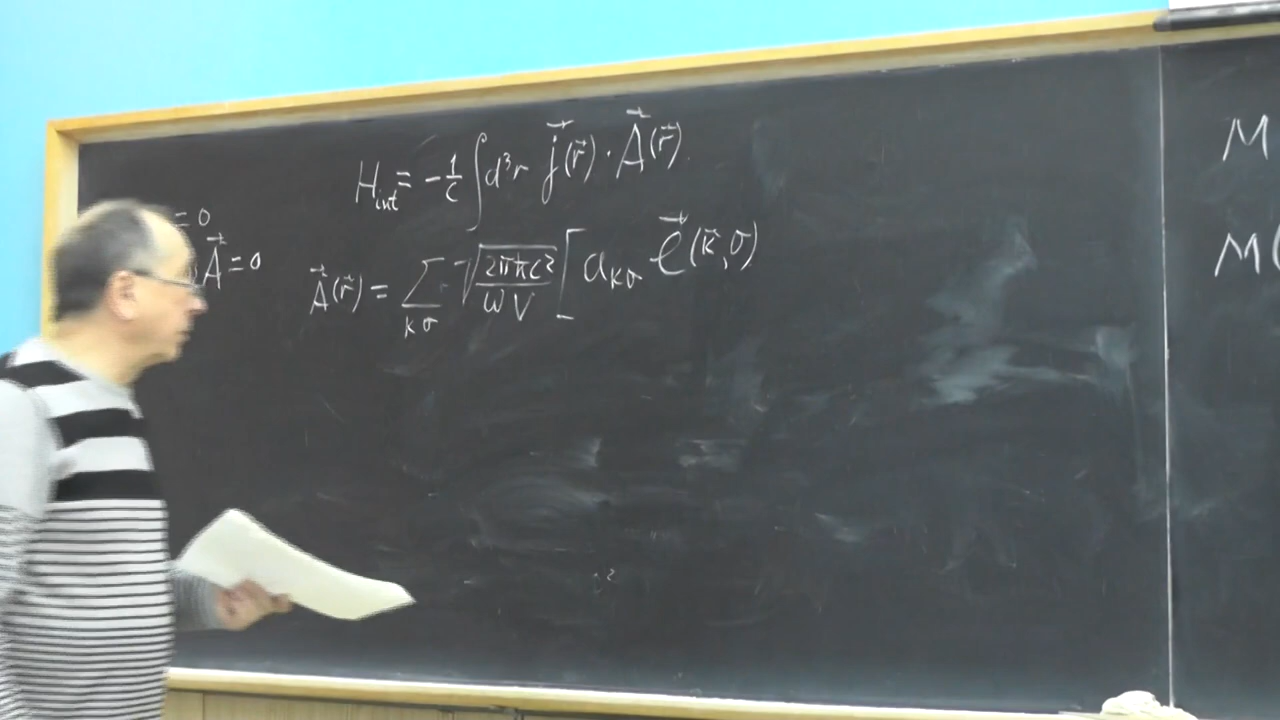 H_int = -1/c ∫ d³r j⃗(r⃗) · A⃗(r⃗)
= 0
A⃗ = 0
A⃗(r⃗) = Σ_kσ √(2πħc²/ωV) [ a_kσ e⃗(k⃗,σ)
M
M(